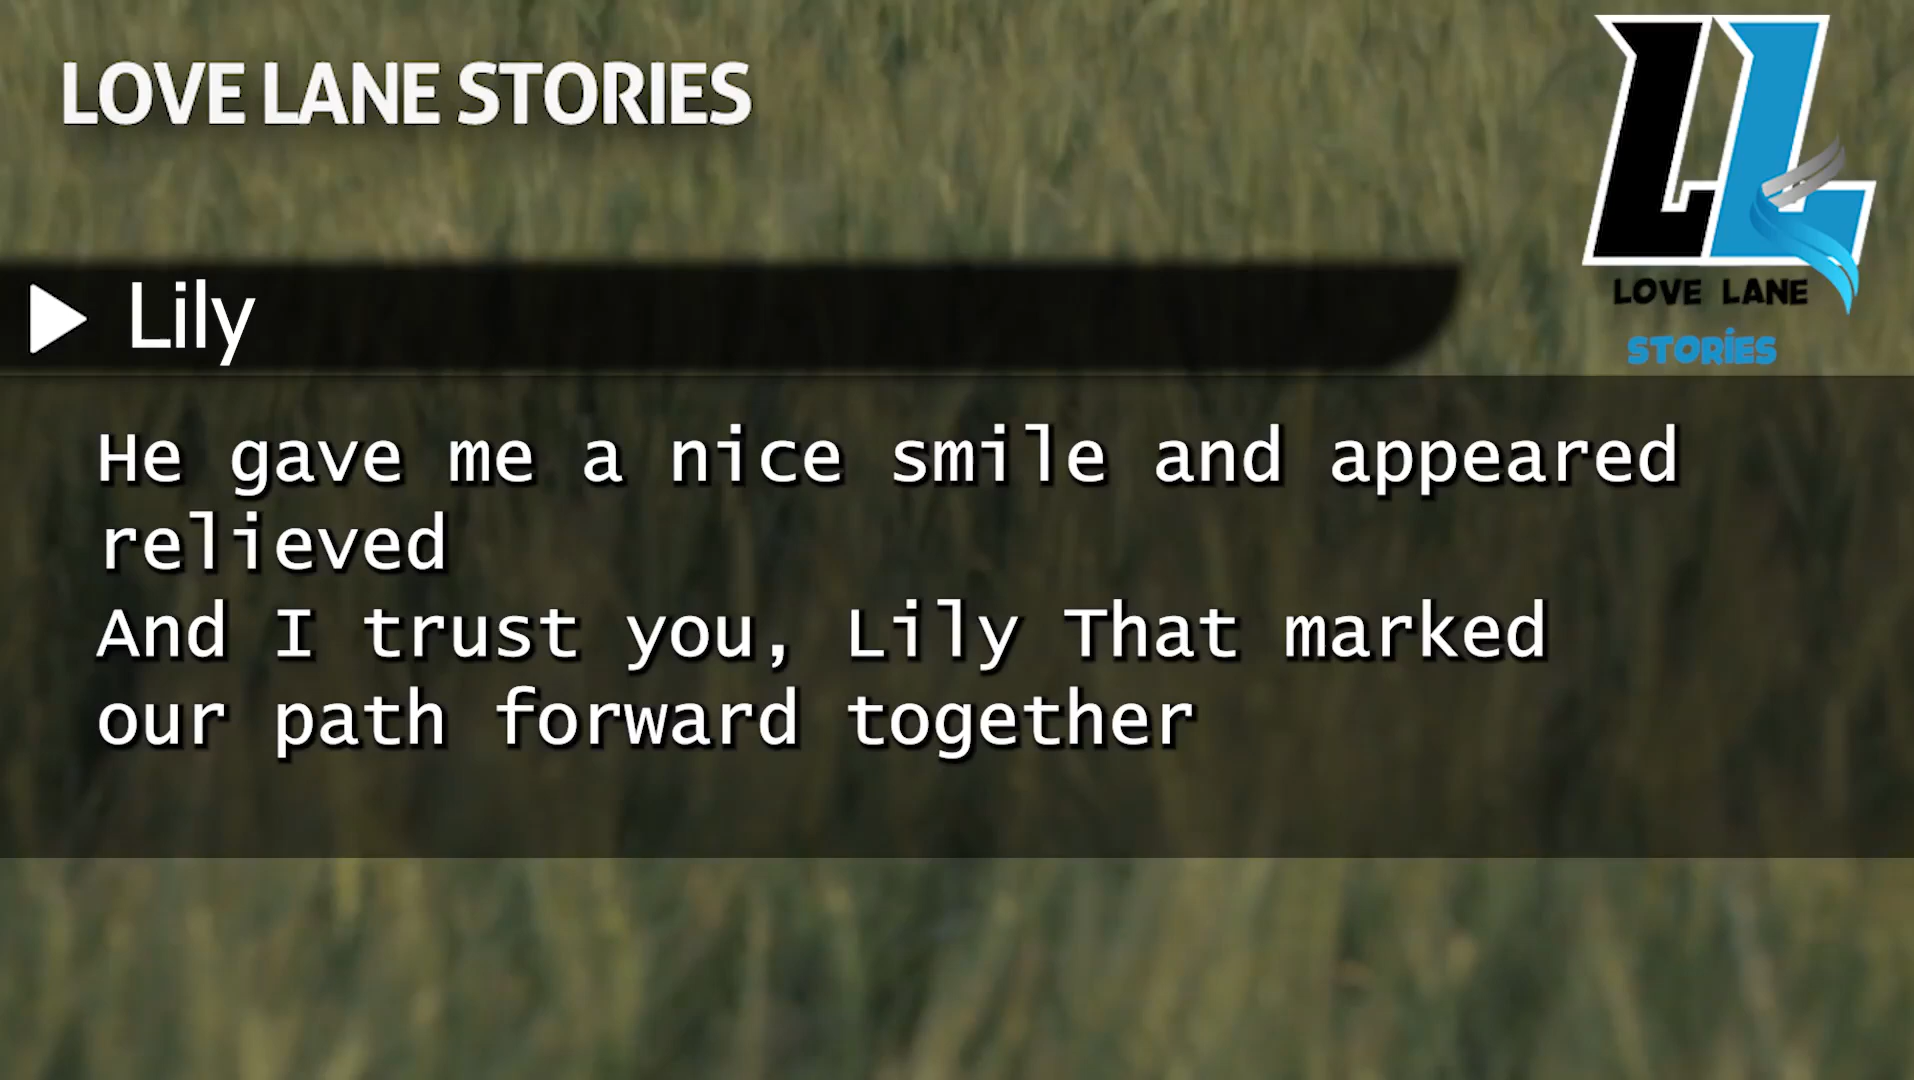 LOVE LANE STORIES
LL
LOVE LANE
STORIES
Lily
He gave me a nice smile and appeared
relieved
And I trust you, Lily That marked
our path forward together